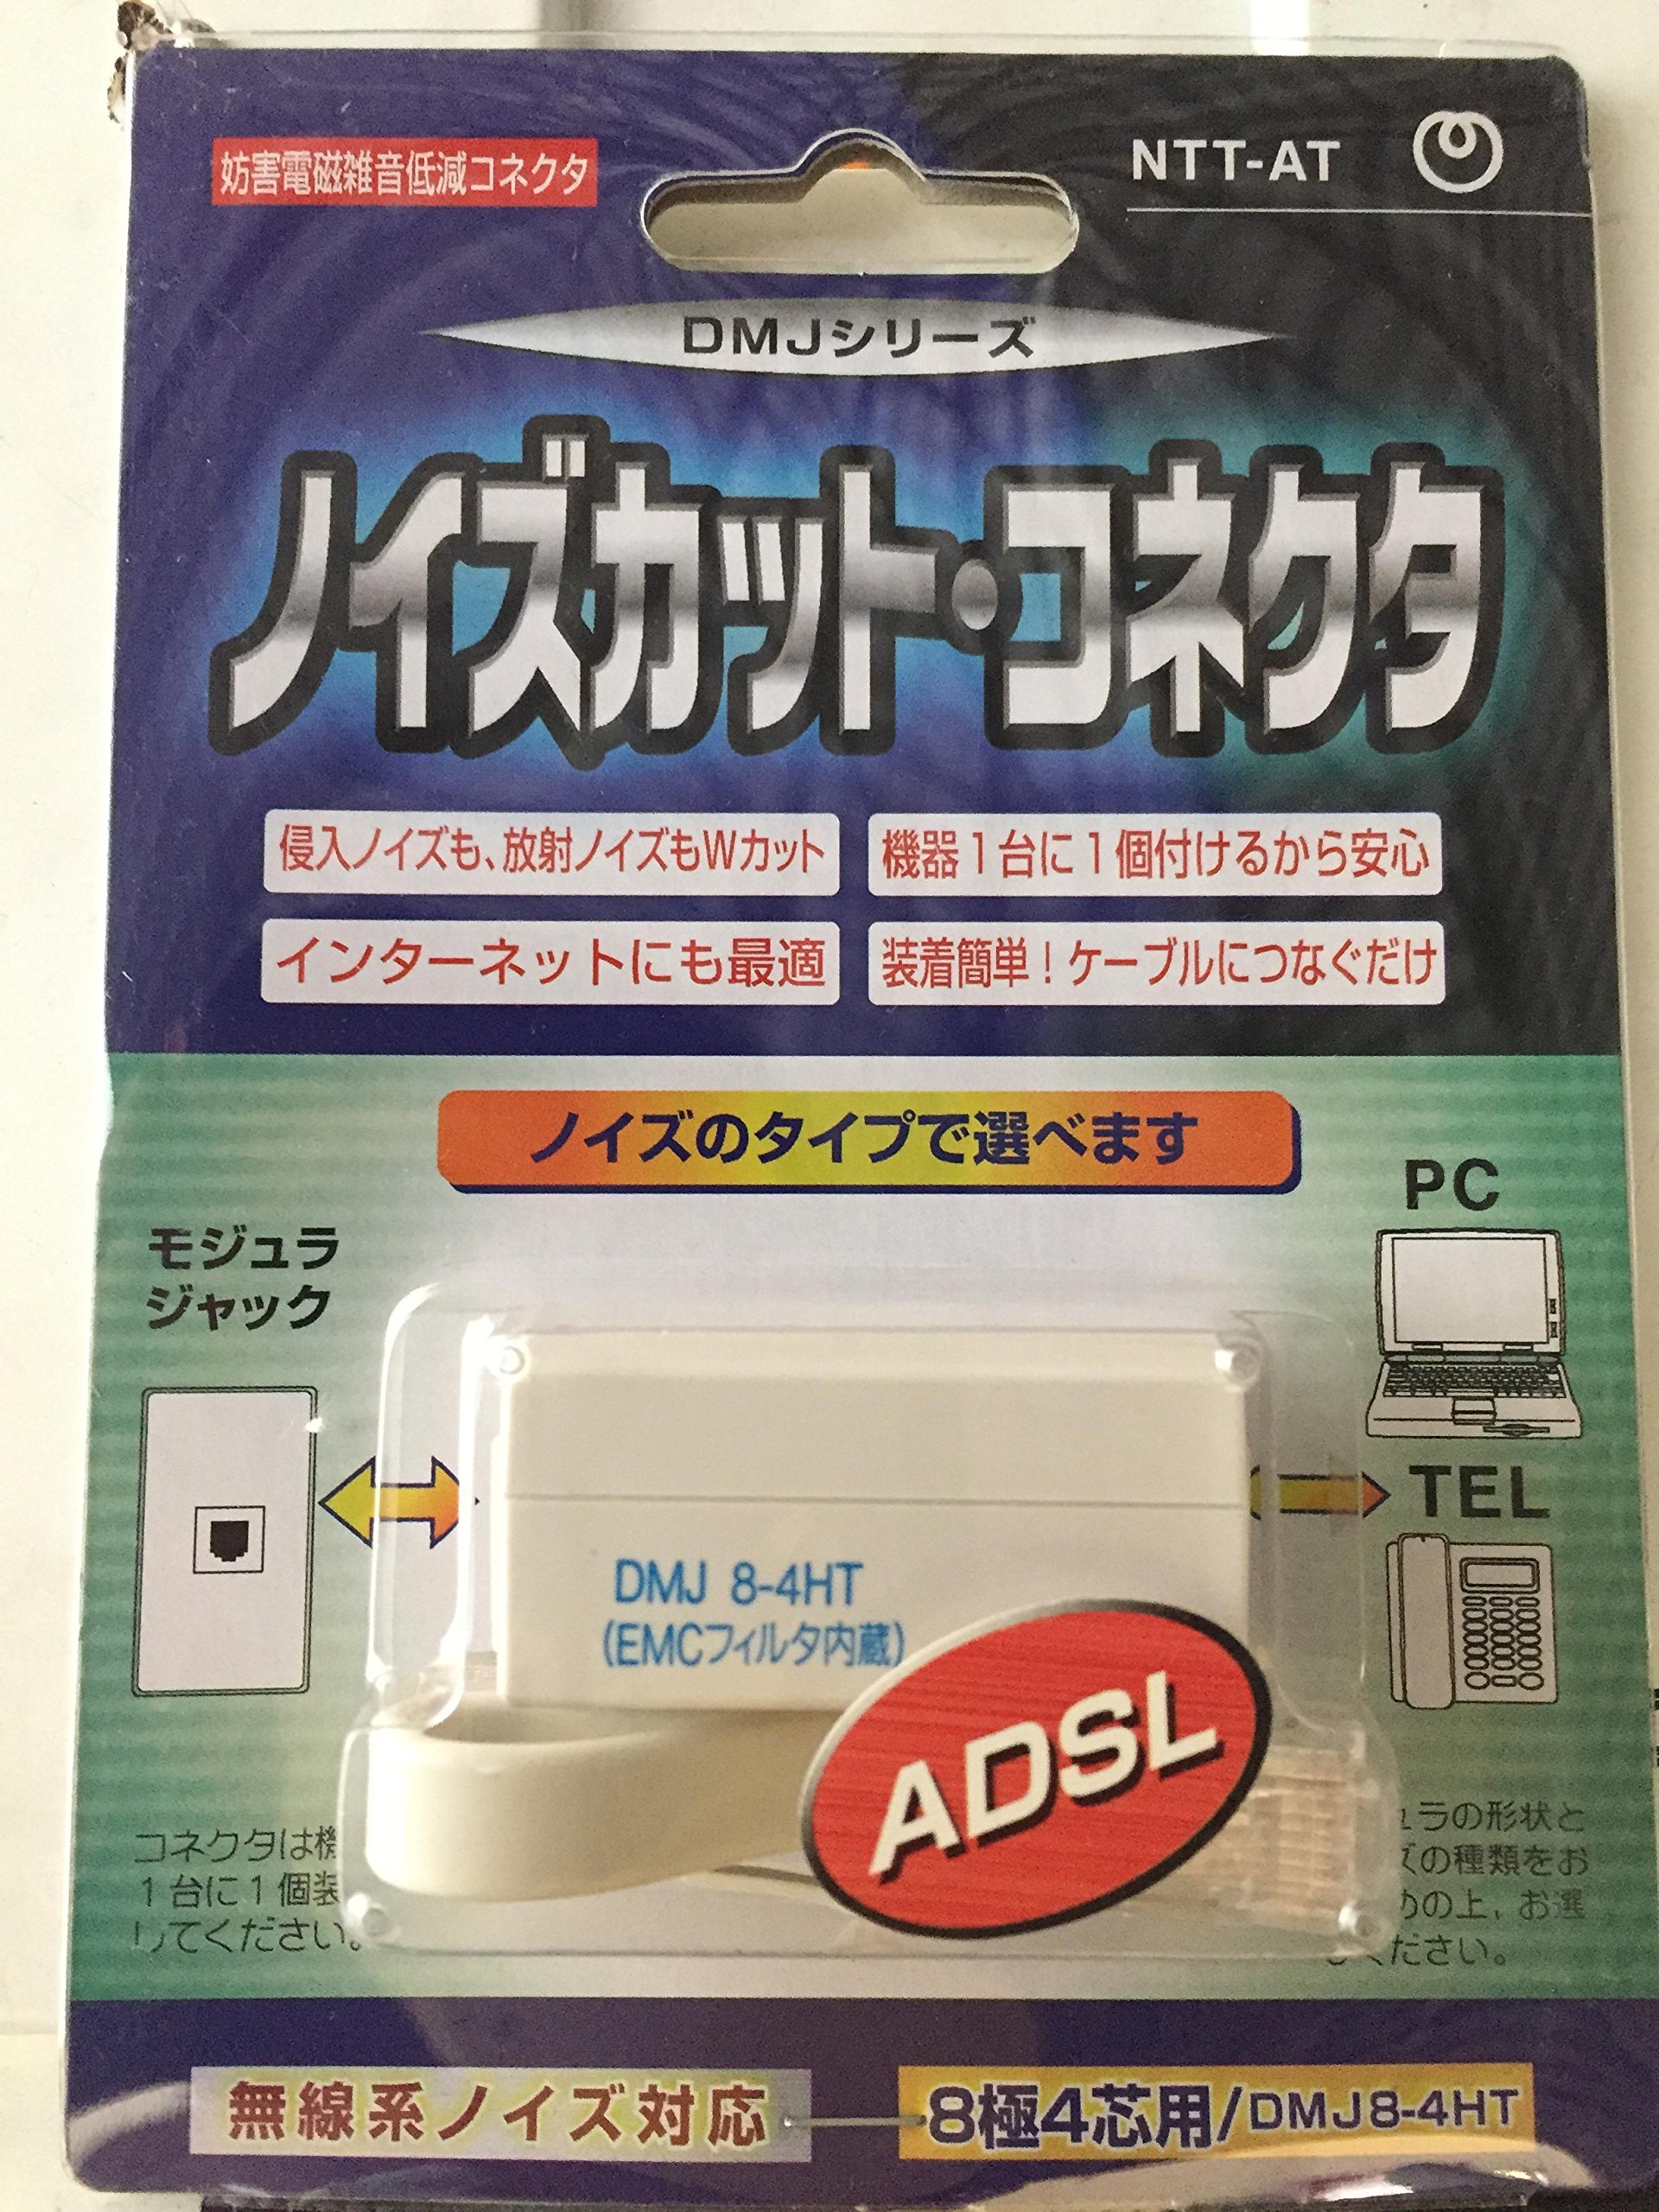 妨害電磁雑音低減コネクタ
NTT-AT
DMJシリーズ
ノイズカット・コネクタ
侵入ノイズも、放射ノイズもWカット
機器1台に1個付けるから安心
インターネットにも最適
装着簡単！ケーブルにつなぐだけ
ノイズのタイプで選べます
モジュラ
ジャック
PC
TEL
DMJ 8-4HT
(EMCフィルタ内蔵)
ADSL
コネクタは機
1台に1個装
してください。
ュラの形状と
ズの種類をお
めの上、お選
ください。
無線系ノイズ対応
8極4芯用/DMJ8-4HT